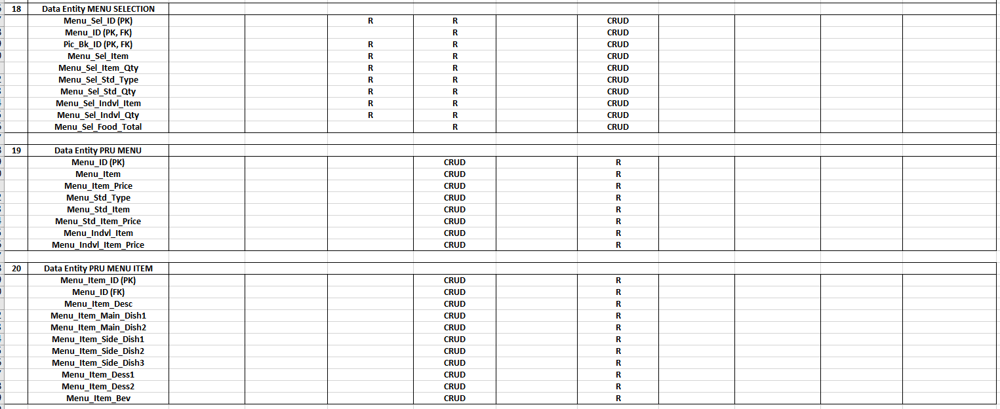 18 Data Entity MENU SELECTION
Menu_Sel_ID (PK) R R CRUD
Menu_ID (PK, FK) R CRUD
Pic_Bk_ID (PK, FK) R R CRUD
Menu_Sel_Item R R CRUD
Menu_Sel_Item_Qty R R CRUD
Menu_Sel_Std_Type R R CRUD
Menu_Sel_Std_Qty R R CRUD
Menu_Sel_Indvl_Item R R CRUD
Menu_Sel_Indvl_Qty R R CRUD
Menu_Sel_Food_Total R CRUD
19 Data Entity PRU MENU
Menu_ID (PK) CRUD R
Menu_Item CRUD R
Menu_Item_Price CRUD R
Menu_Std_Type CRUD R
Menu_Std_Item CRUD R
Menu_Std_Item_Price CRUD R
Menu_Indvl_Item CRUD R
Menu_Indvl_Item_Price CRUD R
20 Data Entity PRU MENU ITEM
Menu_Item_ID (PK) CRUD R
Menu_ID (FK) CRUD R
Menu_Item_Desc CRUD R
Menu_Item_Main_Dish1 CRUD R
Menu_Item_Main_Dish2 CRUD R
Menu_Item_Side_Dish1 CRUD R
Menu_Item_Side_Dish2 CRUD R
Menu_Item_Side_Dish3 CRUD R
Menu_Item_Dess1 CRUD R
Menu_Item_Dess2 CRUD R
Menu_Item_Bev CRUD R